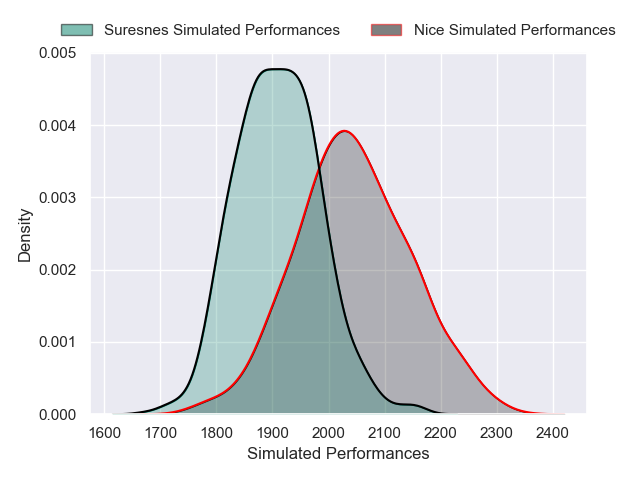 Suresnes Simulated Performances
Nice Simulated Performances
0.005
0.004
0.003
0.002
0.001
0.000
Density
1600 1700 1800 1900 2000 2100 2200 2300 2400
Simulated Performances